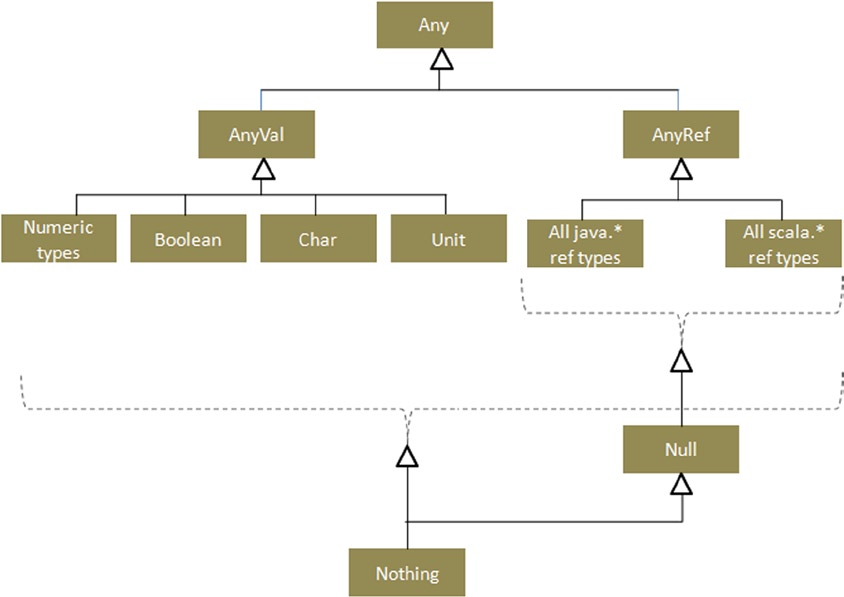 Any
AnyVal
AnyRef
Numeric
types
Boolean
Char
Unit
All java.*
ref types
All scala.*
ref types
Null
Nothing